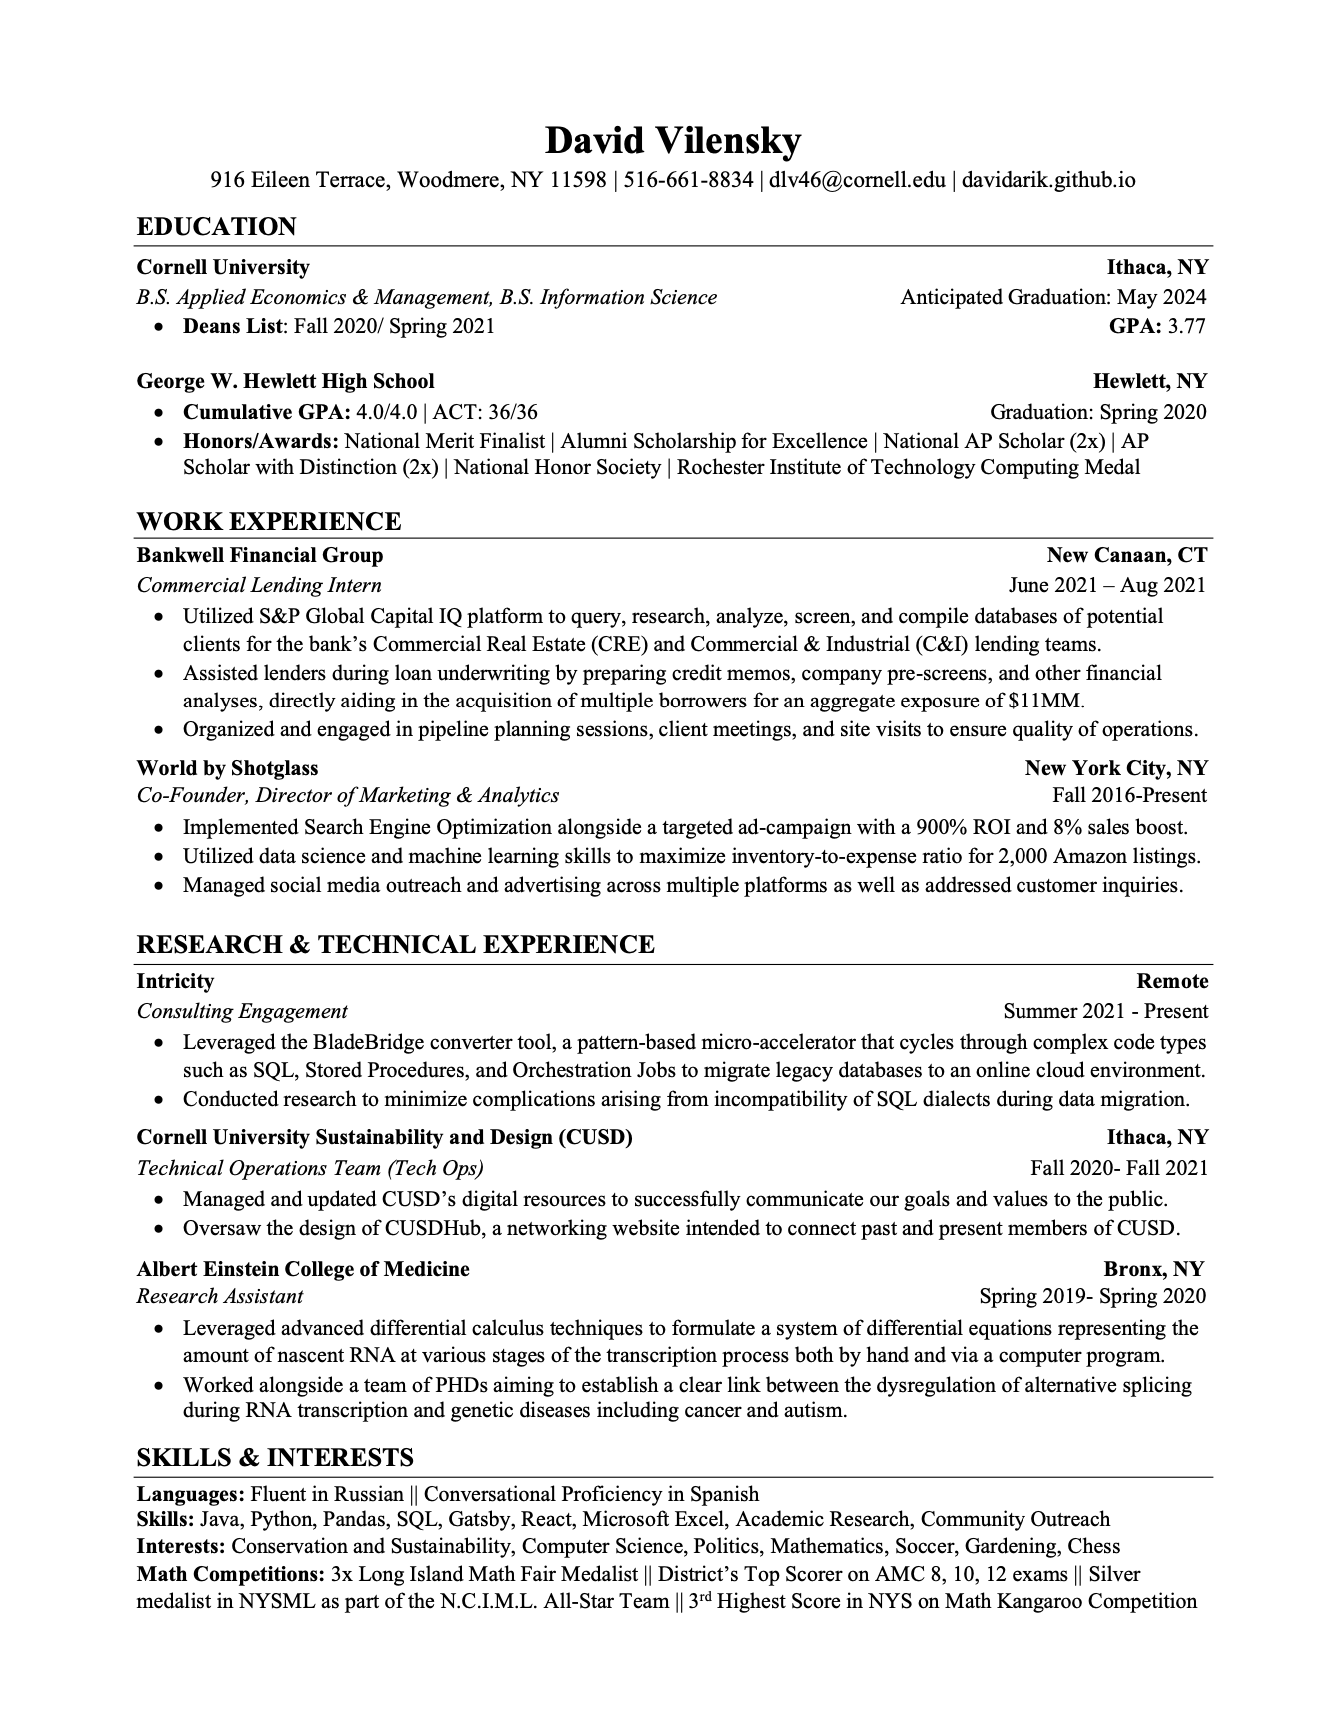 David Vilensky
916 Eileen Terrace, Woodmere, NY 11598 | 516-661-8834 | dlv46@cornell.edu | davidarik.github.io
EDUCATION
Cornell University Ithaca, NY
B.S. Applied Economics & Management, B.S. Information Science Anticipated Graduation: May 2024
• Deans List: Fall 2020/ Spring 2021 GPA: 3.77
George W. Hewlett High School Hewlett, NY
• Cumulative GPA: 4.0/4.0 | ACT: 36/36 Graduation: Spring 2020
• Honors/Awards: National Merit Finalist | Alumni Scholarship for Excellence | National AP Scholar (2x) | AP
Scholar with Distinction (2x) | National Honor Society | Rochester Institute of Technology Computing Medal
WORK EXPERIENCE
Bankwell Financial Group New Canaan, CT
Commercial Lending Intern June 2021 – Aug 2021
• Utilized S&P Global Capital IQ platform to query, research, analyze, screen, and compile databases of potential
clients for the bank’s Commercial Real Estate (CRE) and Commercial & Industrial (C&I) lending teams.
• Assisted lenders during loan underwriting by preparing credit memos, company pre-screens, and other financial
analyses, directly aiding in the acquisition of multiple borrowers for an aggregate exposure of $11MM.
• Organized and engaged in pipeline planning sessions, client meetings, and site visits to ensure quality of operations.
World by Shotglass New York City, NY
Co-Founder, Director of Marketing & Analytics Fall 2016-Present
• Implemented Search Engine Optimization alongside a targeted ad-campaign with a 900% ROI and 8% sales boost.
• Utilized data science and machine learning skills to maximize inventory-to-expense ratio for 2,000 Amazon listings.
• Managed social media outreach and advertising across multiple platforms as well as addressed customer inquiries.
RESEARCH & TECHNICAL EXPERIENCE
Intricity Remote
Consulting Engagement Summer 2021 - Present
• Leveraged the BladeBridge converter tool, a pattern-based micro-accelerator that cycles through complex code types
such as SQL, Stored Procedures, and Orchestration Jobs to migrate legacy databases to an online cloud environment.
• Conducted research to minimize complications arising from incompatibility of SQL dialects during data migration.
Cornell University Sustainability and Design (CUSD) Ithaca, NY
Technical Operations Team (Tech Ops) Fall 2020- Fall 2021
• Managed and updated CUSD’s digital resources to successfully communicate our goals and values to the public.
• Oversaw the design of CUSDHub, a networking website intended to connect past and present members of CUSD.
Albert Einstein College of Medicine Bronx, NY
Research Assistant Spring 2019- Spring 2020
• Leveraged advanced differential calculus techniques to formulate a system of differential equations representing the
amount of nascent RNA at various stages of the transcription process both by hand and via a computer program.
• Worked alongside a team of PHDs aiming to establish a clear link between the dysregulation of alternative splicing
during RNA transcription and genetic diseases including cancer and autism.
SKILLS & INTERESTS
Languages: Fluent in Russian || Conversational Proficiency in Spanish
Skills: Java, Python, Pandas, SQL, Gatsby, React, Microsoft Excel, Academic Research, Community Outreach
Interests: Conservation and Sustainability, Computer Science, Politics, Mathematics, Soccer, Gardening, Chess
Math Competitions: 3x Long Island Math Fair Medalist || District’s Top Scorer on AMC 8, 10, 12 exams || Silver
medalist in NYSML as part of the N.C.I.M.L. All-Star Team || 3rd Highest Score in NYS on Math Kangaroo Competition